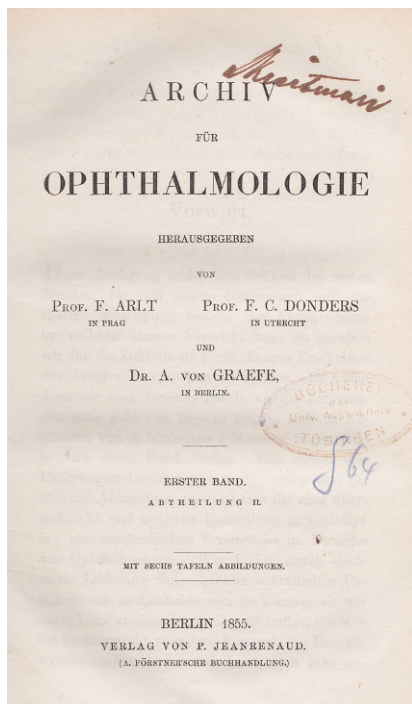 ARCHIV
FÜR
OPHTHALMOLOGIE
HERAUSGEGEBEN
VON
PROF. F. ARLT PROF. F. C. DONDERS
IN PRAG IN UTRECHT
UND
DR. A. VON GRAEFE,
IN BERLIN.
BÜCHEREI
der
Univ. Augenklinik
TÜBINGEN
ERSTER BAND.
ABTHEILUNG II.
MIT SECHS TAFELN ABBILDUNGEN.
BERLIN 1855.
VERLAG VON P. JEANRENAUD.
(A. FÖRSTNER'SCHE BUCHHANDLUNG.)